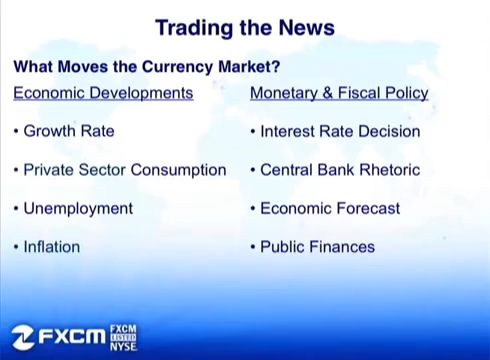 Trading the News
What Moves the Currency Market?
Economic Developments
• Growth Rate
• Private Sector Consumption
• Unemployment
• Inflation
Monetary & Fiscal Policy
• Interest Rate Decision
• Central Bank Rhetoric
• Economic Forecast
• Public Finances
FXCM
FXCM
LISTED
NYSE